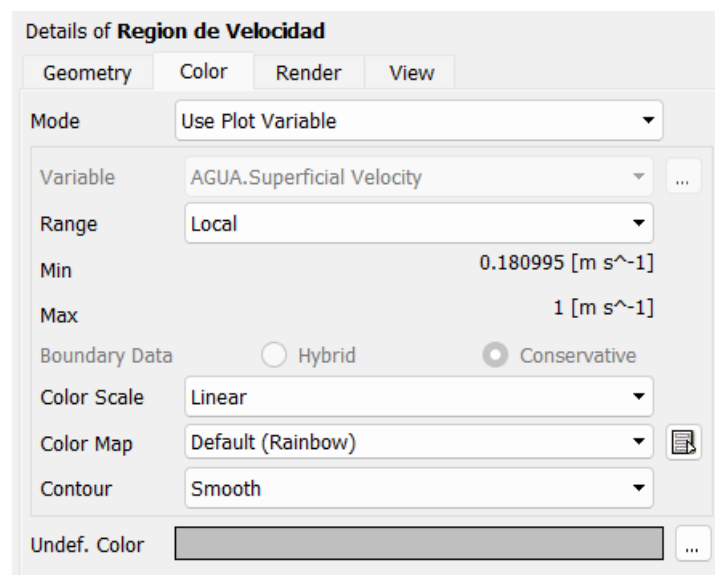 Details of Region de Velocidad
Geometry Color Render View
Mode Use Plot Variable
Variable AGUA.Superficial Velocity ...
Range Local
Min 0.180995 [m s^-1]
Max 1 [m s^-1]
Boundary Data Hybrid Conservative
Color Scale Linear
Color Map Default (Rainbow)
Contour Smooth
Undef. Color ...